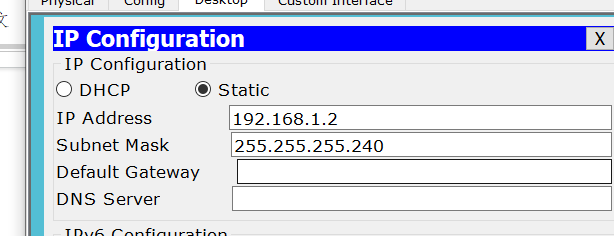 Physical Config Desktop Custom Interface
文
IP Configuration X
IP Configuration
DHCP Static
IP Address 192.168.1.2
Subnet Mask 255.255.255.240
Default Gateway
DNS Server
IPv6 Configuration